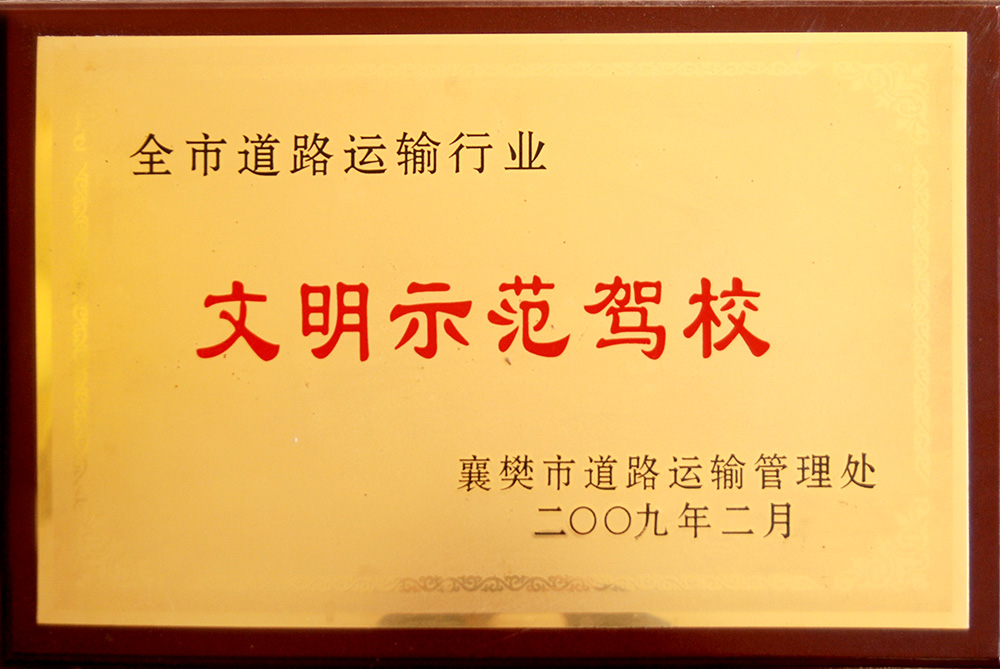 全市道路运输行业
文明示范驾校
襄樊市道路运输管理处
二〇〇九年二月